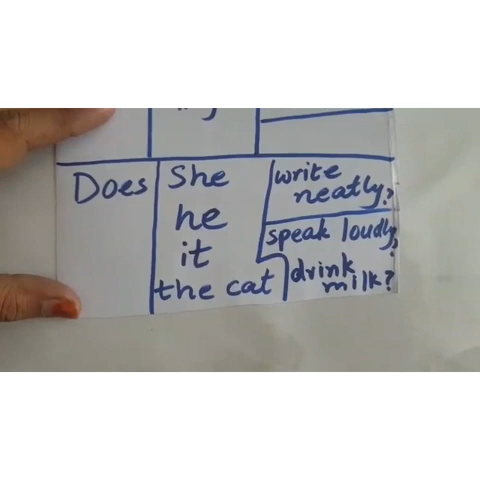 Does
She
he
it
the cat
write
neatly?
speak loudly?
drink
milk?